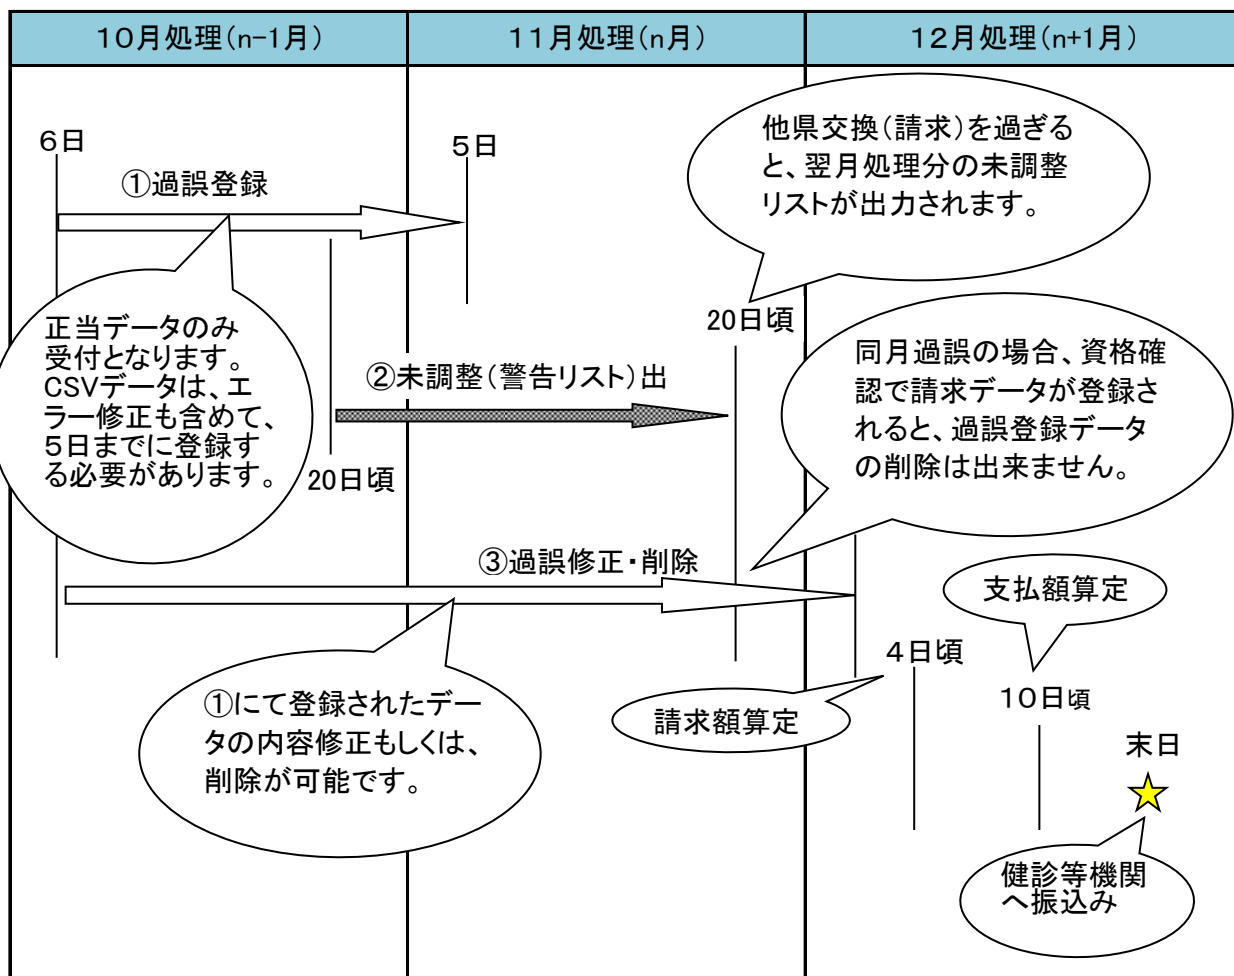 10月処理(n-1月)
11月処理(n月)
12月処理(n+1月)
他県交換(請求)を過ぎる
と、翌月処理分の未調整
リストが出力されます。
6日
①過誤登録
5日
正当データのみ
受付となります。
CSVデータは、エ
ラー修正も含めて、
5日までに登録す
る必要があります。
20日頃
②未調整(警告リスト)出
20日頃
同月過誤の場合、資格確
認で請求データが登録さ
れると、過誤登録データ
の削除は出来ません。
③過誤修正・削除
①にて登録されたデー
タの内容修正もしくは、
削除が可能です。
請求額算定
4日頃
支払額算定
10日頃
末日
健診等機関
へ振込み